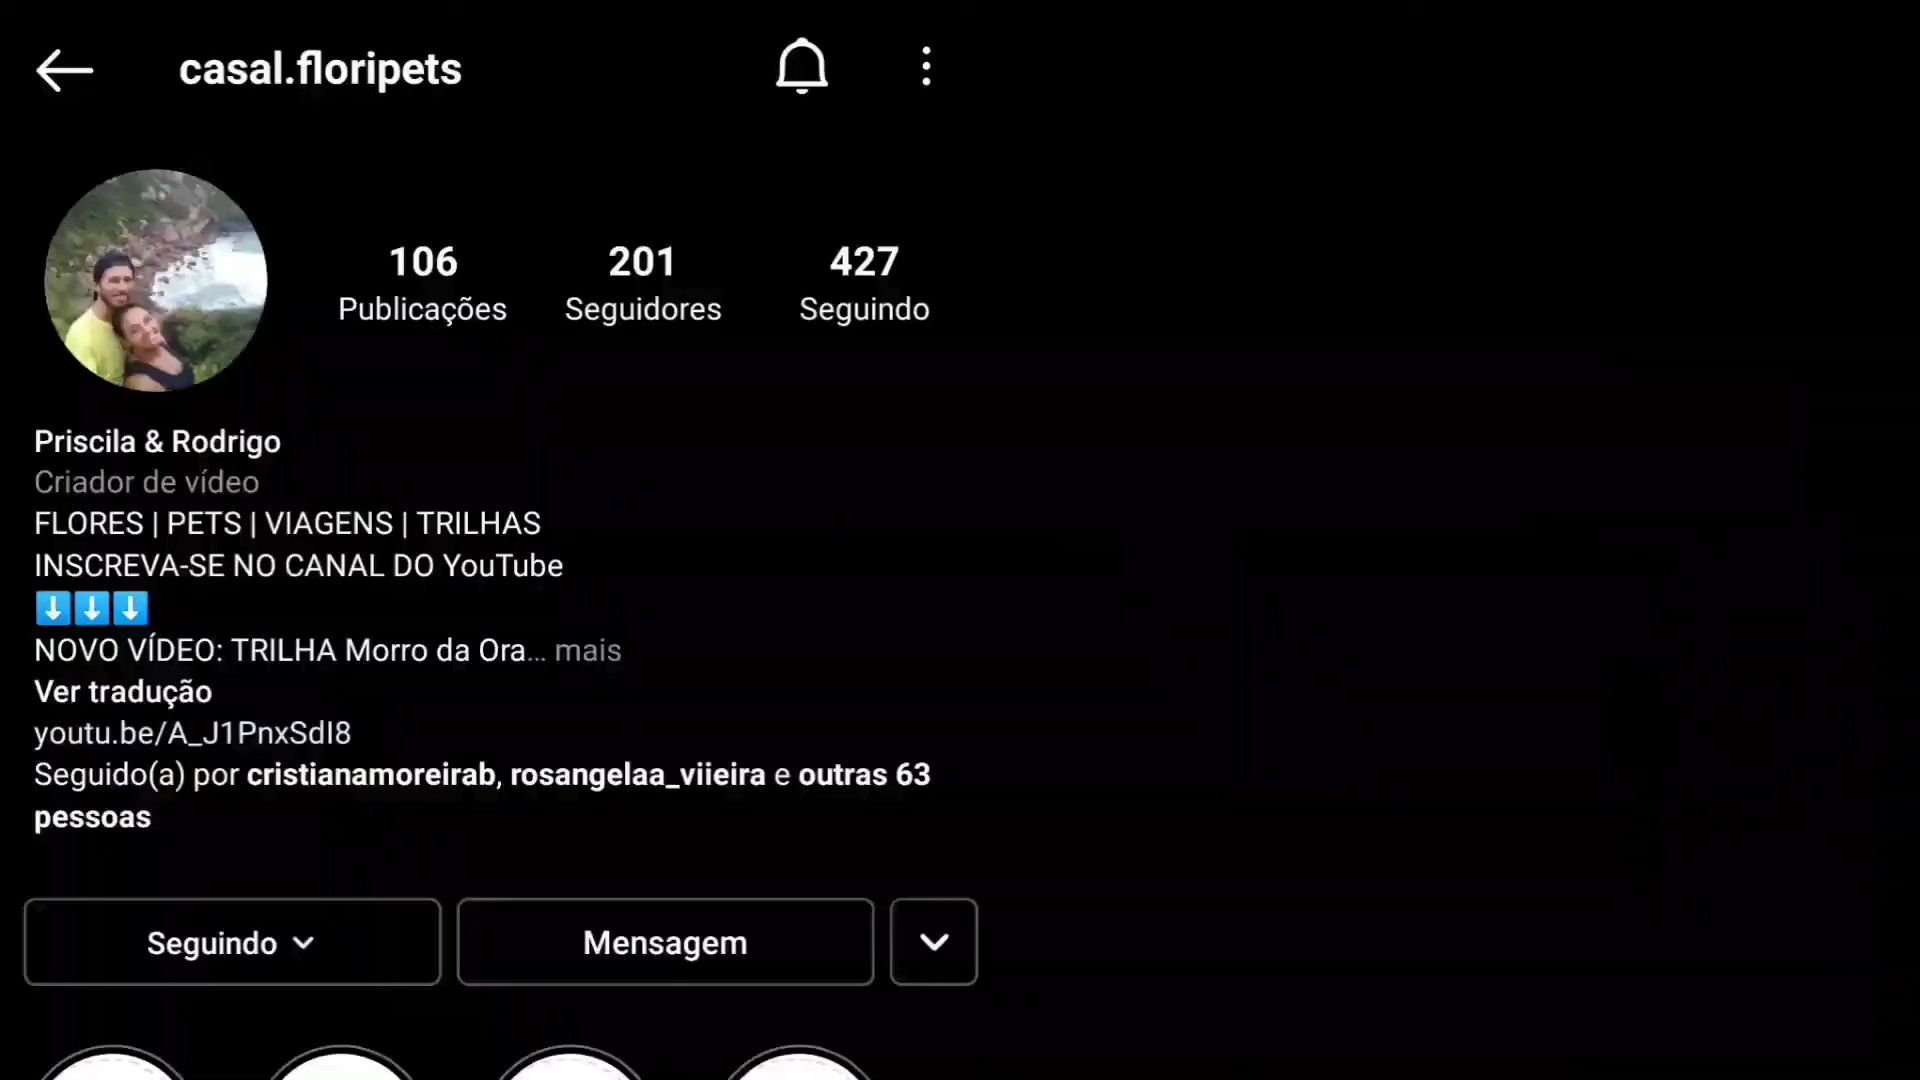 casal.floripets
106
Publicações
201
Seguidores
427
Seguindo
Priscila & Rodrigo
Criador de vídeo
FLORES | PETS | VIAGENS | TRILHAS
INSCREVA-SE NO CANAL DO YouTube
⬇️⬇️⬇️
NOVO VÍDEO: TRILHA Morro da Ora... mais
Ver tradução
youtu.be/A_J1PnxSdI8
Seguido(a) por cristianamoreirab, rosangelaa_viieira e outras 63
pessoas
Seguindo
Mensagem